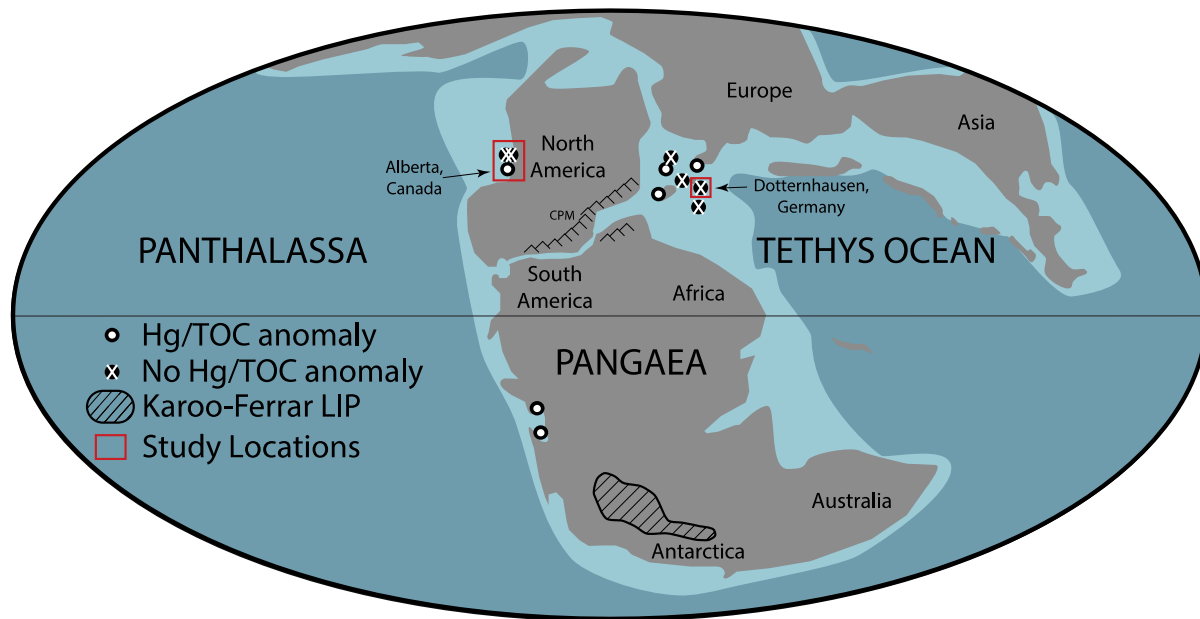 Europe
Asia
North
America
Alberta,
Canada
Dotternhausen,
Germany
CPM
PANTHALASSA
TETHYS OCEAN
South
America
Africa
Hg/TOC anomaly
No Hg/TOC anomaly
PANGAEA
Karoo-Ferrar LIP
Study Locations
Australia
Antarctica